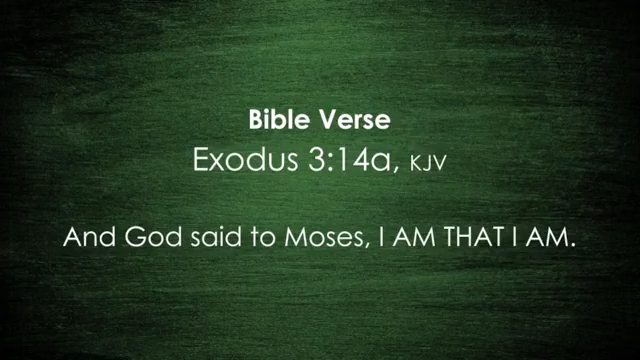 Bible Verse
Exodus 3:14a, KJV
And God said to Moses, I AM THAT I AM.